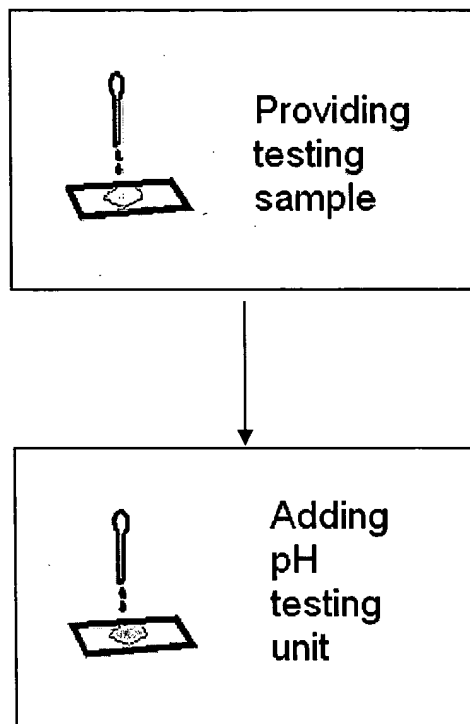 Providing
testing
sample
Adding
pH
testing
unit